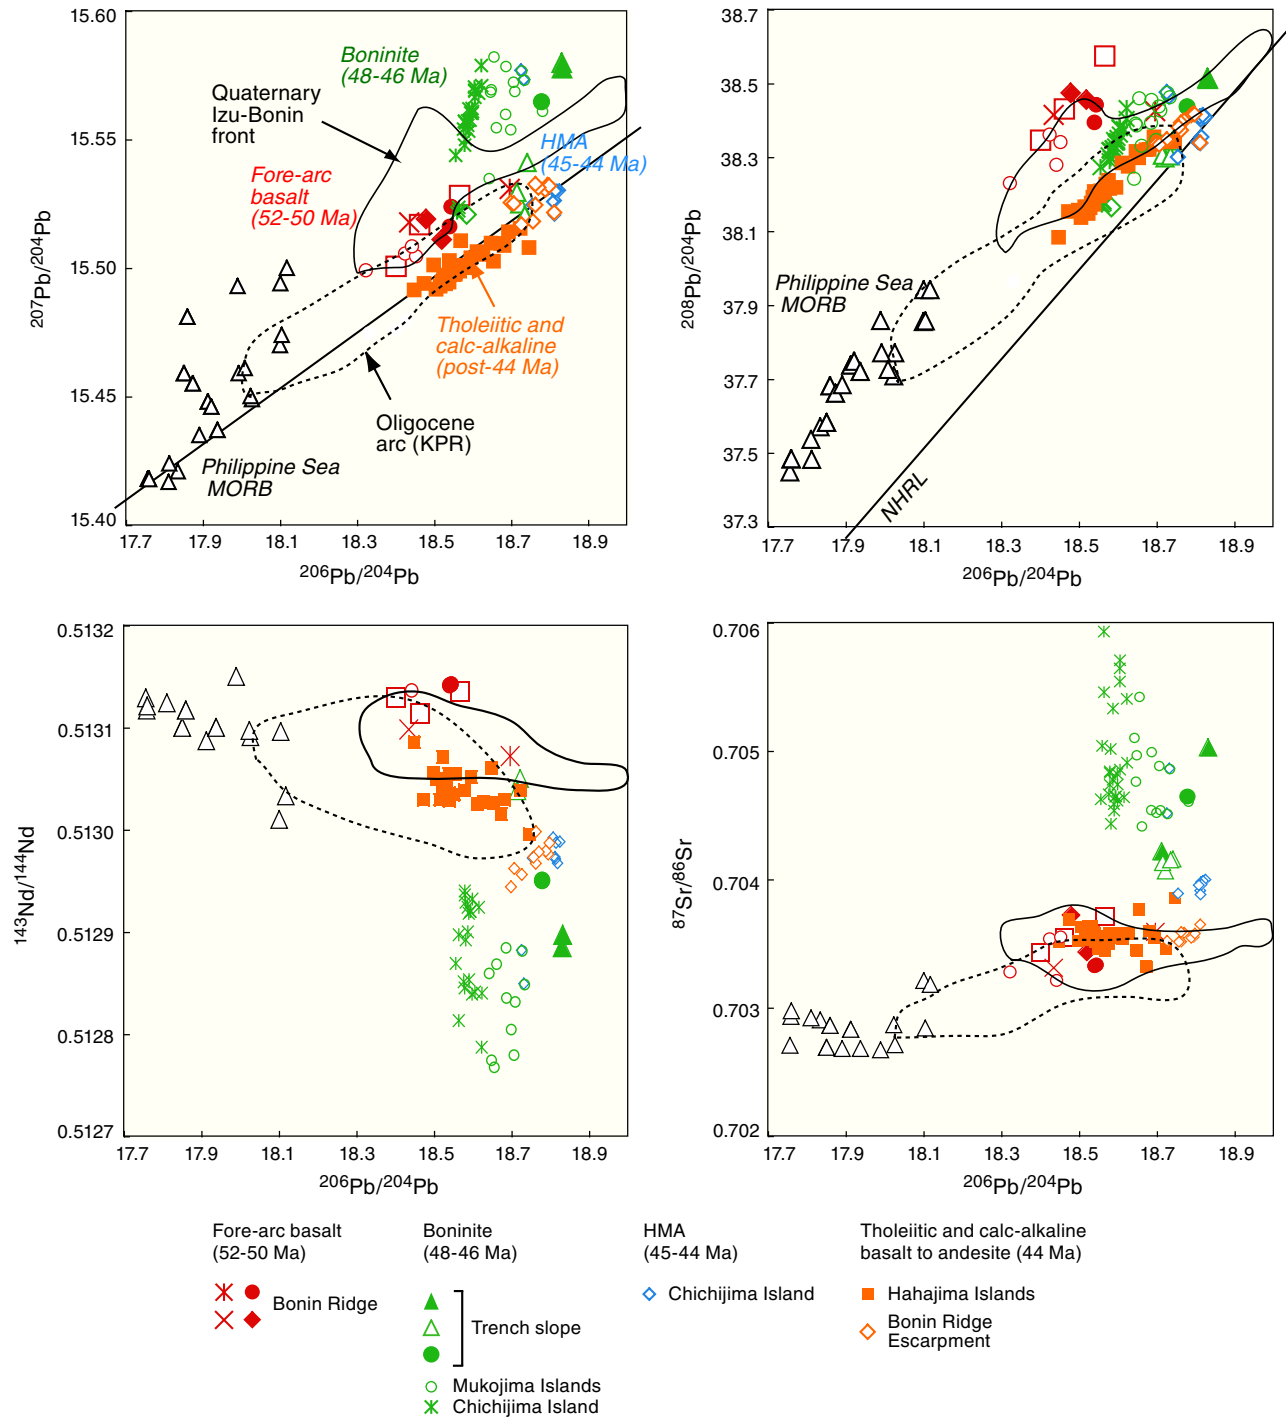 15.60
15.55
15.50
15.45
15.40
207Pb/204Pb
17.7 17.9 18.1 18.3 18.5 18.7 18.9
206Pb/204Pb
Boninite
(48-46 Ma)
Quaternary
Izu-Bonin
front
Fore-arc
basalt
(52-50 Ma)
HMA
(45-44 Ma)
Tholeiitic and
calc-alkaline
(post-44 Ma)
Oligocene
arc (KPR)
Philippine Sea
MORB
38.7
38.5
38.3
38.1
37.9
37.7
37.5
37.3
208Pb/204Pb
17.7 17.9 18.1 18.3 18.5 18.7 18.9
206Pb/204Pb
Philippine Sea
MORB
NHRL
0.5132
0.5131
0.5130
0.5129
0.5128
0.5127
143Nd/144Nd
17.7 17.9 18.1 18.3 18.5 18.7 18.9
206Pb/204Pb
0.706
0.705
0.704
0.703
0.702
87Sr/86Sr
17.7 17.9 18.1 18.3 18.5 18.7 18.9
206Pb/204Pb
Fore-arc basalt
(52-50 Ma)
Bonin Ridge
Boninite
(48-46 Ma)
Trench slope
Mukojima Islands
Chichijima Island
HMA
(45-44 Ma)
Chichijima Island
Tholeiitic and calc-alkaline
basalt to andesite (44 Ma)
Hahajima Islands
Bonin Ridge
Escarpment